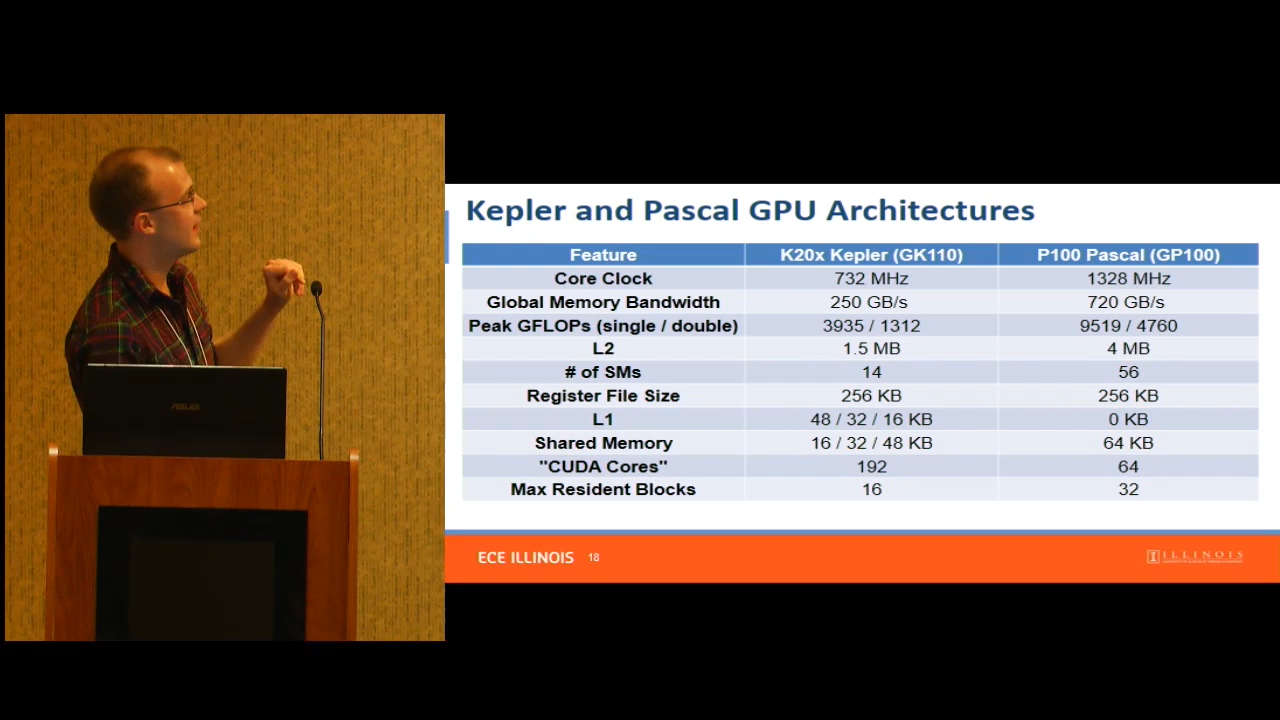 Kepler and Pascal GPU Architectures
Feature K20x Kepler (GK110) P100 Pascal (GP100)
Core Clock 732 MHz 1328 MHz
Global Memory Bandwidth 250 GB/s 720 GB/s
Peak GFLOPs (single / double) 3935 / 1312 9519 / 4760
L2 1.5 MB 4 MB
# of SMs 14 56
Register File Size 256 KB 256 KB
L1 48 / 32 / 16 KB 0 KB
Shared Memory 16 / 32 / 48 KB 64 KB
"CUDA Cores" 192 64
Max Resident Blocks 16 32
ASUS
ECE ILLINOIS 18
I ILLINOIS